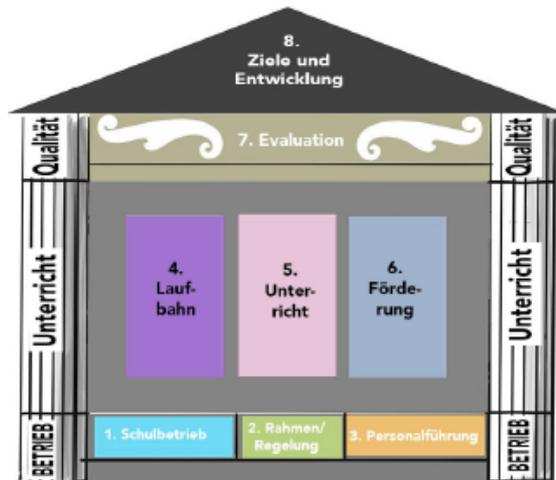 8.
Ziele und
Entwicklung
Qualität
7. Evaluation
Qualität
Unterricht
4.
Lauf-
bahn
5.
Unter-
richt
6.
Förde-
rung
Unterricht
BETRIEB
1. Schulbetrieb
2. Rahmen/
Regelung
3. Personalführung
BETRIEB